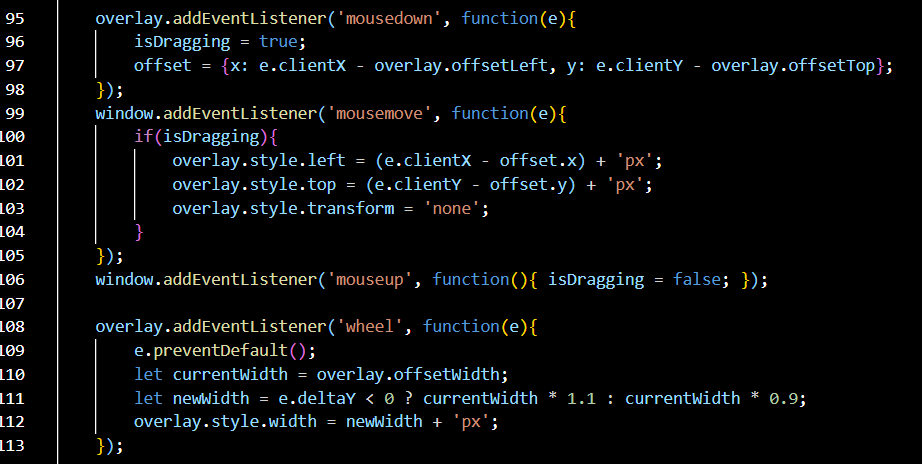 95 overlay.addEventListener('mousedown', function(e){
96 isDragging = true;
97 offset = {x: e.clientX - overlay.offsetLeft, y: e.clientY - overlay.offsetTop};
98 });
99 window.addEventListener('mousemove', function(e){
100 if(isDragging){
101 overlay.style.left = (e.clientX - offset.x) + 'px';
102 overlay.style.top = (e.clientY - offset.y) + 'px';
103 overlay.style.transform = 'none';
104 }
105 });
106 window.addEventListener('mouseup', function(){ isDragging = false; });
107
108 overlay.addEventListener('wheel', function(e){
109 e.preventDefault();
110 let currentWidth = overlay.offsetWidth;
111 let newWidth = e.deltaY < 0 ? currentWidth * 1.1 : currentWidth * 0.9;
112 overlay.style.width = newWidth + 'px';
113 });